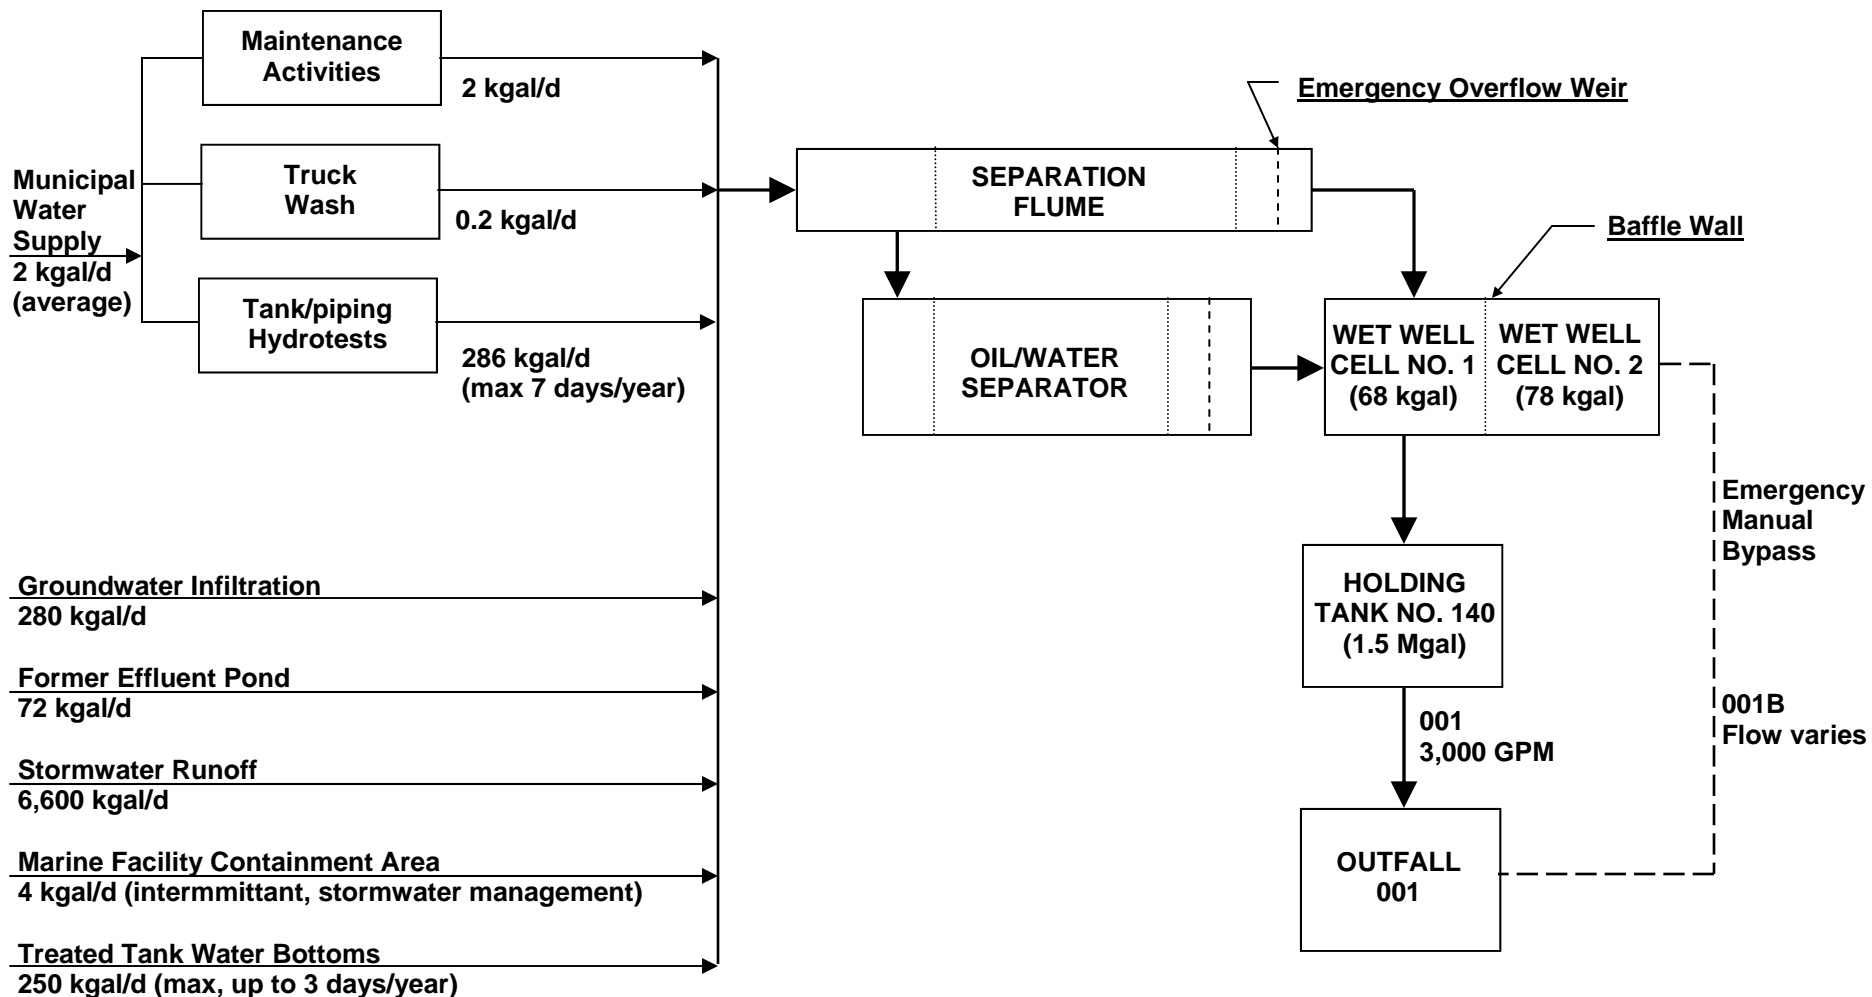 Maintenance
Activities
2 kgal/d
Municipal
Water
Supply
2 kgal/d
(average)
Truck
Wash
0.2 kgal/d
Tank/piping
Hydrotests
286 kgal/d
(max 7 days/year)
Groundwater Infiltration
280 kgal/d
Former Effluent Pond
72 kgal/d
Stormwater Runoff
6,600 kgal/d
Marine Facility Containment Area
4 kgal/d (intermmittant, stormwater management)
Treated Tank Water Bottoms
250 kgal/d (max, up to 3 days/year)
Emergency Overflow Weir
SEPARATION
FLUME
Baffle Wall
OIL/WATER
SEPARATOR
WET WELL
CELL NO. 1
(68 kgal)
WET WELL
CELL NO. 2
(78 kgal)
Emergency
Manual
Bypass
HOLDING
TANK NO. 140
(1.5 Mgal)
001
3,000 GPM
001B
Flow varies
OUTFALL
001